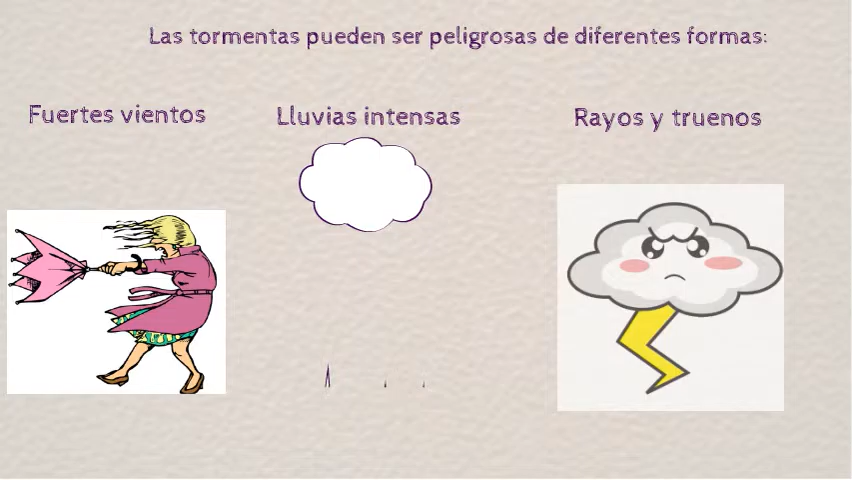 Las tormentas pueden ser peligrosas de diferentes formas:
Fuertes vientos
Lluvias intensas
Rayos y truenos